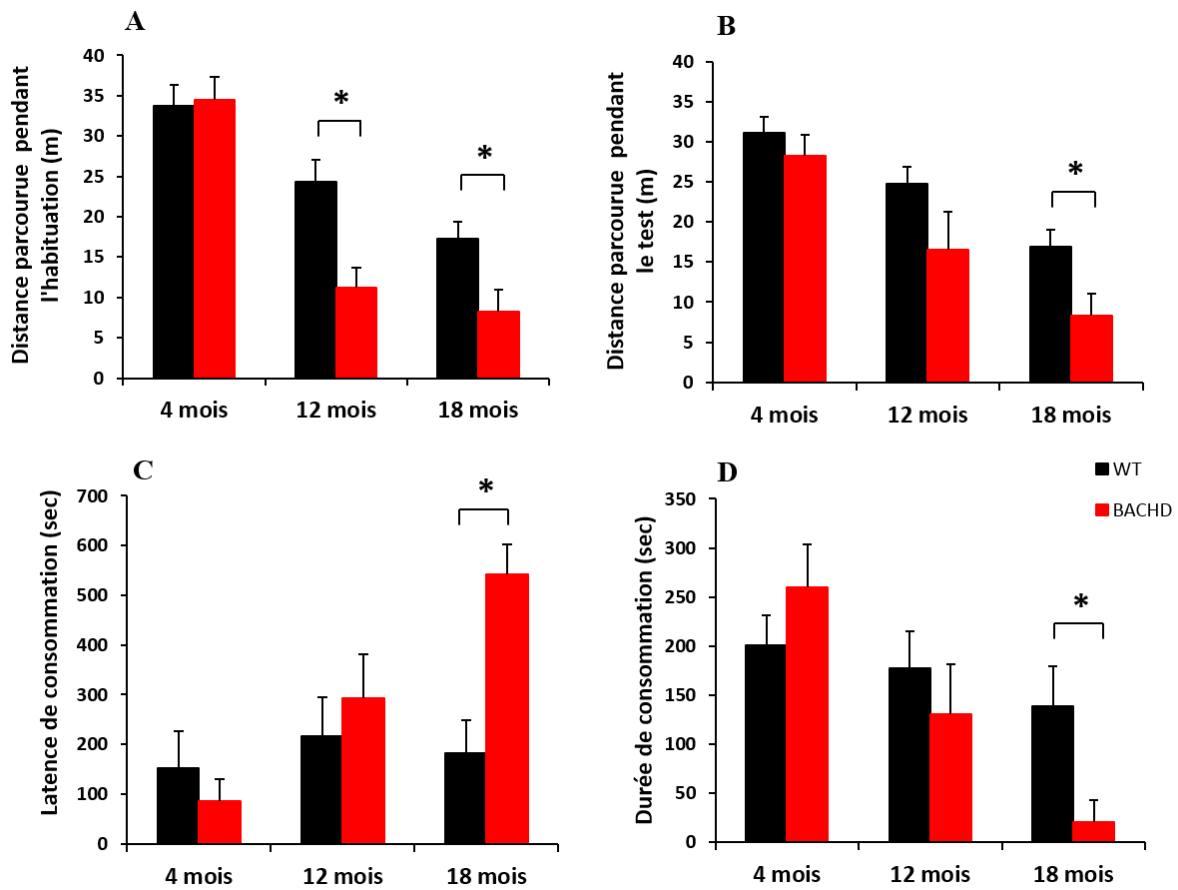 A
Distance parcourue pendant
l'habituation (m)
40
35
30
25
20
15
10
5
0
*
*
4 mois
12 mois
18 mois
B
Distance parcourue pendant
le test (m)
40
35
30
25
20
15
10
5
0
*
4 mois
12 mois
18 mois
C
Latence de consommation (sec)
700
600
500
400
300
200
100
0
*
4 mois
12 mois
18 mois
D
WT
BACHD
Durée de consommation (sec)
350
300
250
200
150
100
50
0
*
4 mois
12 mois
18 mois